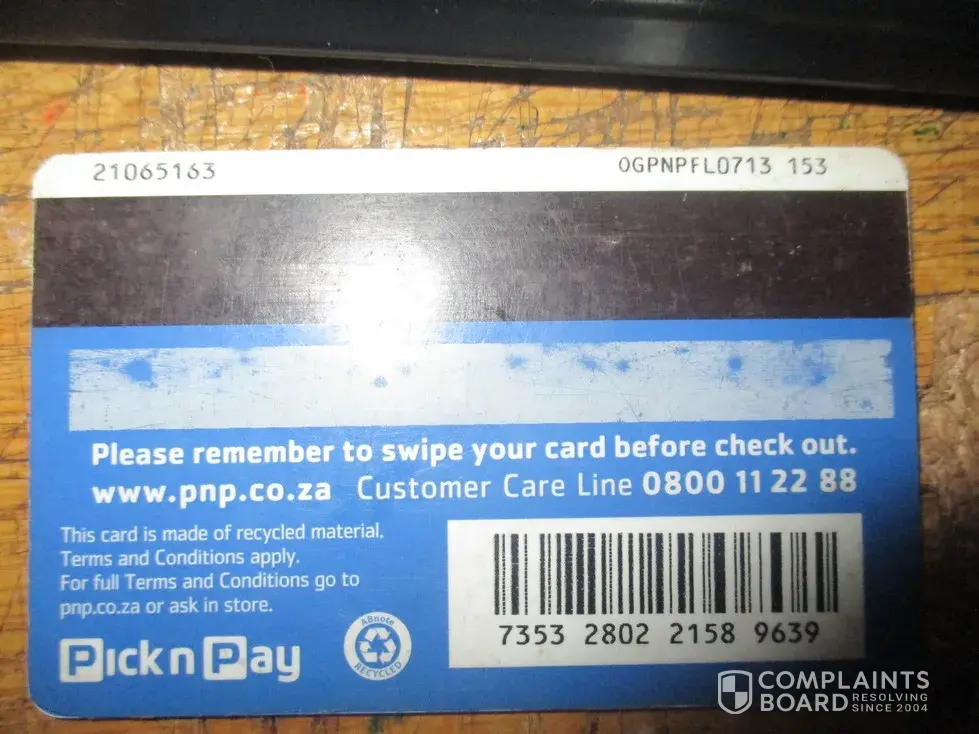 21065163 OGPNPFL0713 153
Please remember to swipe your card before check out.
www.pnp.co.za Customer Care Line 0800 11 22 88
This card is made of recycled material.
Terms and Conditions apply.
For full Terms and Conditions go to
pnp.co.za or ask in store.
Pick n Pay
ABnote
RECYCLED
7353 2802 2158 9639
COMPLAINTS
BOARD RESOLVING
SINCE 2004